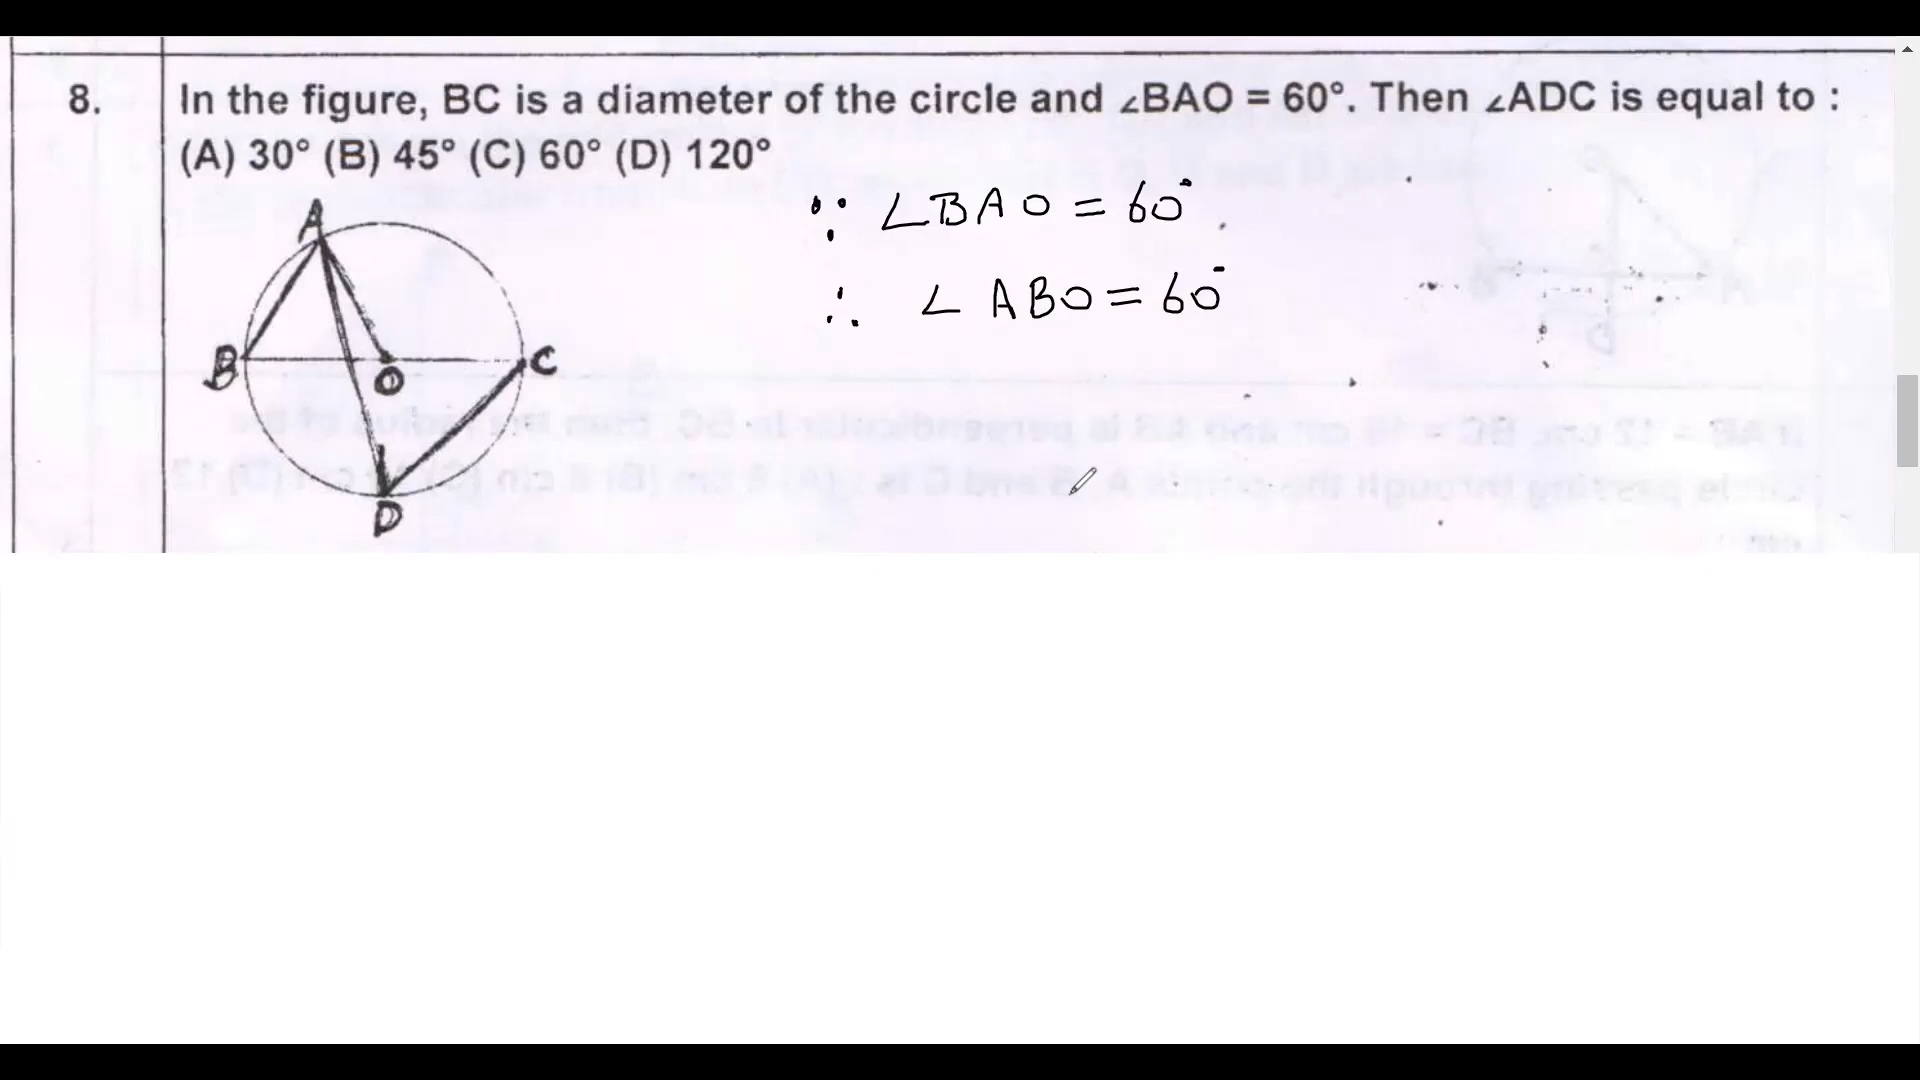 8. In the figure, BC is a diameter of the circle and ∠BAO = 60°. Then ∠ADC is equal to :
(A) 30° (B) 45° (C) 60° (D) 120°
∵ ∠BAO = 60°
∴ ∠ABO = 60°
A
B
O
C
D